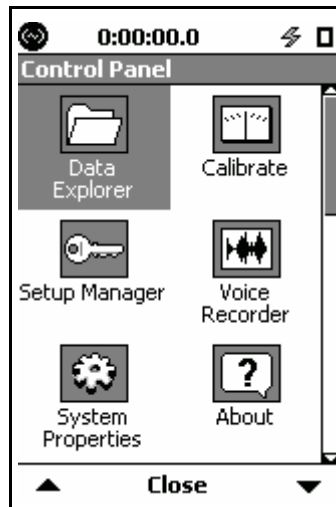 0:00:00.0
Control Panel
Data
Explorer
Calibrate
Setup Manager
Voice
Recorder
System
Properties
?
About
Close